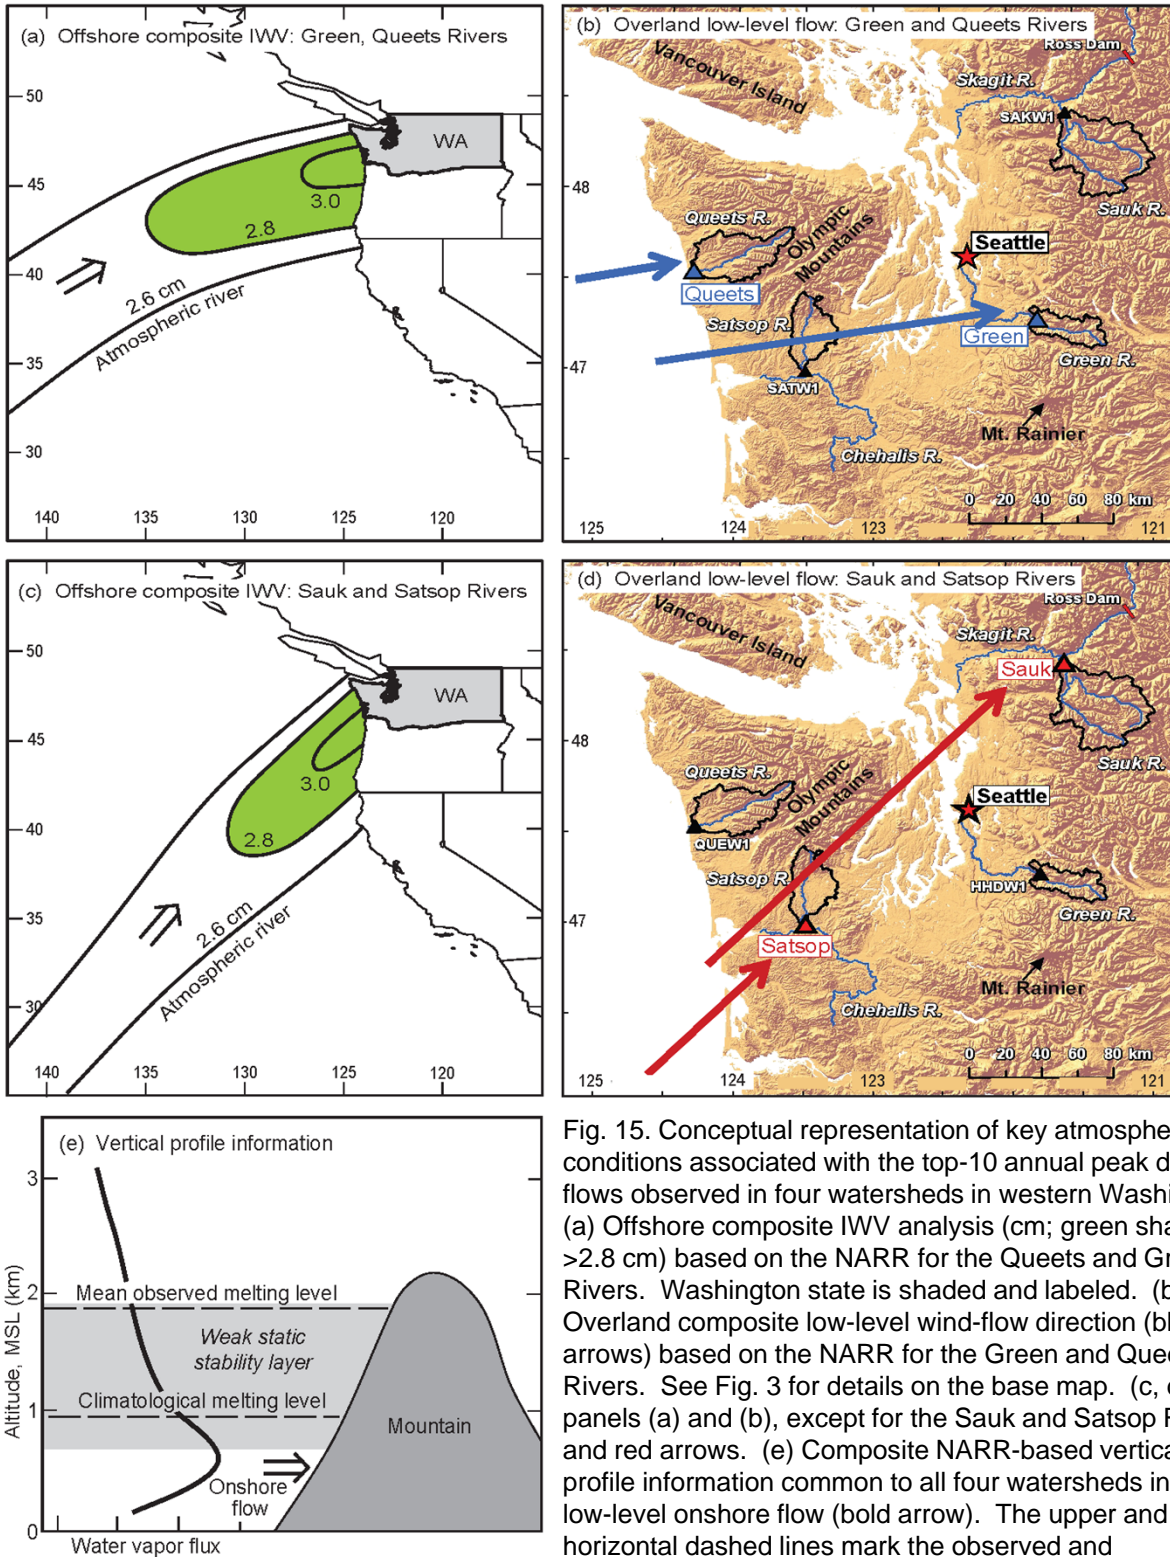 (a) Offshore composite IWV: Green, Queets Rivers
50
45
40
35
30
140
135
130
125
120
WA
3.0
2.8
2.6 cm
Atmospheric river
(b) Overland low-level flow: Green and Queets Rivers
Vancouver Island
Ross Dam
Skagit R.
SAKW1
Sauk R.
48
47
Queets R.
Olympic Mountains
Seattle
Queets
Satsop R.
Green
Green R.
SATW1
Mt. Rainier
Chehalis R.
0 20 40 60 80 km
125
124
123
121
(c) Offshore composite IWV: Sauk and Satsop Rivers
50
45
40
35
30
140
135
130
125
120
WA
3.0
2.8
2.6 cm
Atmospheric river
(d) Overland low-level flow: Sauk and Satsop Rivers
Vancouver Island
Ross Dam
Skagit R.
Sauk
Sauk R.
48
47
Queets R.
Olympic Mountains
Seattle
QUEW1
Satsop R.
HHDW1
Green R.
Satsop
Mt. Rainier
Chehalis R.
0 20 40 60 80 km
125
124
123
121
(e) Vertical profile information
Altitude, MSL (km)
3
2
1
0
Mean observed melting level
Weak static
stability layer
Climatological melting level
Mountain
Onshore
flow
Water vapor flux
Fig. 15. Conceptual representation of key atmosphe
conditions associated with the top-10 annual peak d
flows observed in four watersheds in western Washi
(a) Offshore composite IWV analysis (cm; green sha
>2.8 cm) based on the NARR for the Queets and Gr
Rivers. Washington state is shaded and labeled. (b
Overland composite low-level wind-flow direction (bl
arrows) based on the NARR for the Green and Quee
Rivers. See Fig. 3 for details on the base map. (c, d
panels (a) and (b), except for the Sauk and Satsop R
and red arrows. (e) Composite NARR-based vertica
profile information common to all four watersheds in
low-level onshore flow (bold arrow). The upper and
horizontal dashed lines mark the observed and